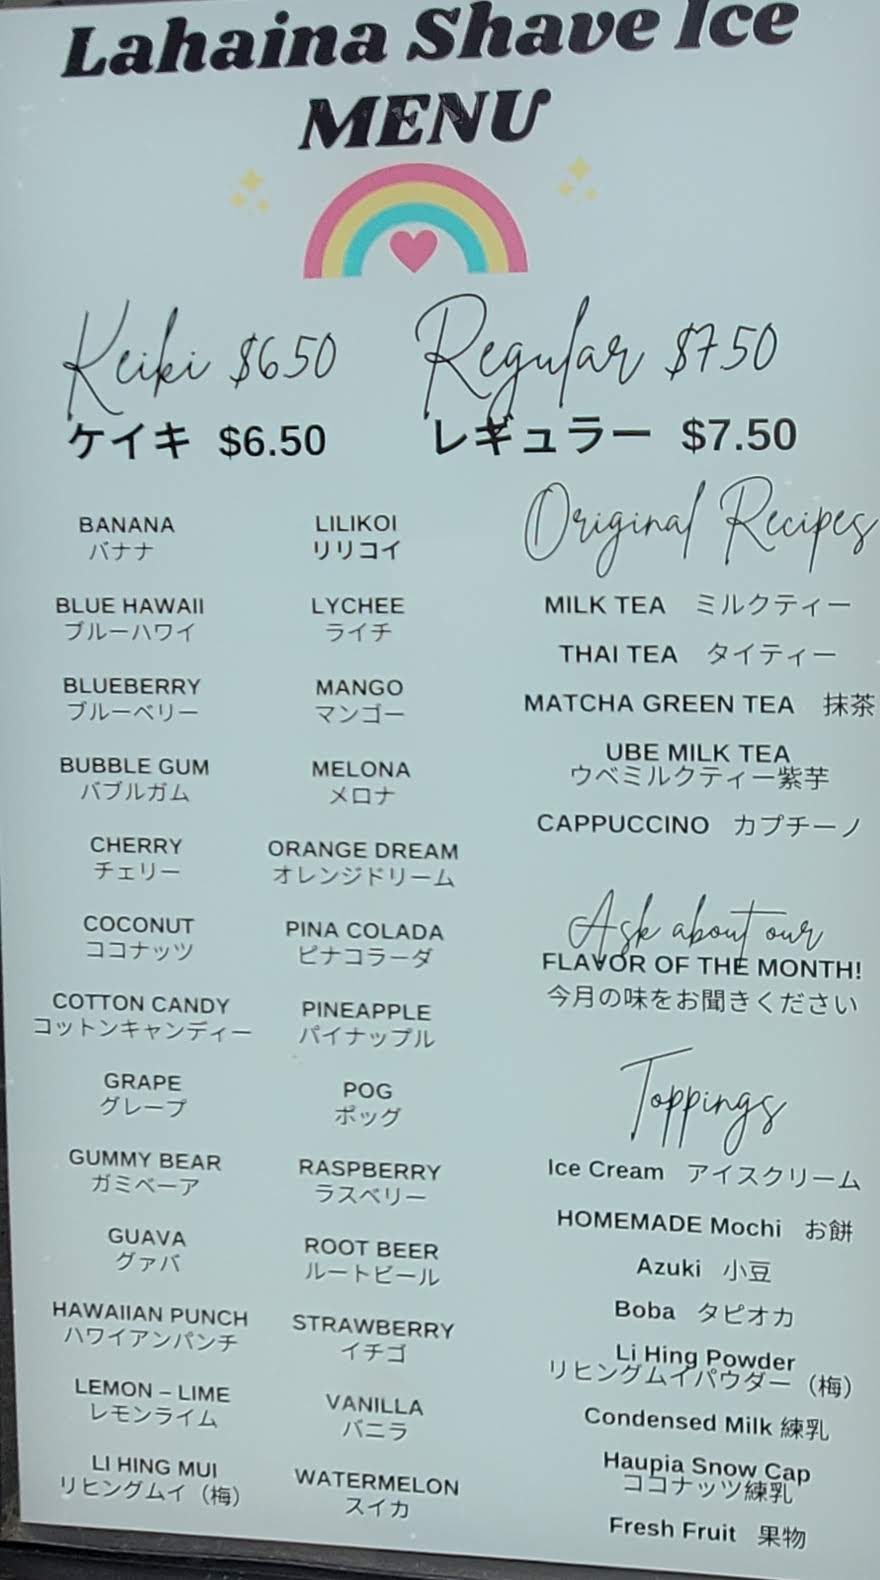 Lahaina Shave Ice
MENU
Keiki $6.50
ケイキ $6.50
Regular $7.50
レギュラー $7.50
BANANA
バナナ
BLUE HAWAII
ブルーハワイ
BLUEBERRY
ブルーベリー
BUBBLE GUM
バブルガム
CHERRY
チェリー
COCONUT
ココナッツ
COTTON CANDY
コットンキャンディー
GRAPE
グレープ
GUMMY BEAR
ガミベーア
GUAVA
グァバ
HAWAIIAN PUNCH
ハワイアンパンチ
LEMON – LIME
レモンライム
LI HING MUI
リヒングムイ（梅）
LILIKOI
リリコイ
LYCHEE
ライチ
MANGO
マンゴー
MELONA
メロナ
ORANGE DREAM
オレンジドリーム
PINA COLADA
ピナコラーダ
PINEAPPLE
パイナップル
POG
ポッグ
RASPBERRY
ラスベリー
ROOT BEER
ルートビール
STRAWBERRY
イチゴ
VANILLA
バニラ
WATERMELON
スイカ
Original Recipes
MILK TEA ミルクティー
THAI TEA タイティー
MATCHA GREEN TEA 抹茶
UBE MILK TEA
ウベミルクティー紫芋
CAPPUCCINO カプチーノ
Ask about our
FLAVOR OF THE MONTH!
今月の味をお聞きください
Toppings
Ice Cream アイスクリーム
HOMEMADE Mochi お餅
Azuki 小豆
Boba タピオカ
Li Hing Powder
リヒングムイパウダー（梅）
Condensed Milk 練乳
Haupia Snow Cap
ココナッツ練乳
Fresh Fruit 果物